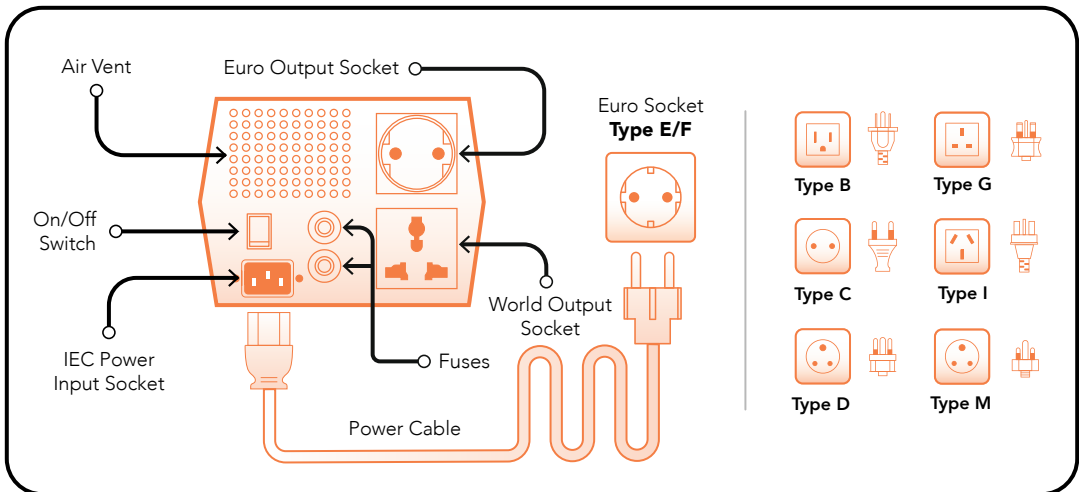 Air Vent
Euro Output Socket
Euro Socket
Type E/F
On/Off
Switch
IEC Power
Input Socket
World Output
Socket
Fuses
Power Cable
Type B
Type G
Type C
Type I
Type D
Type M